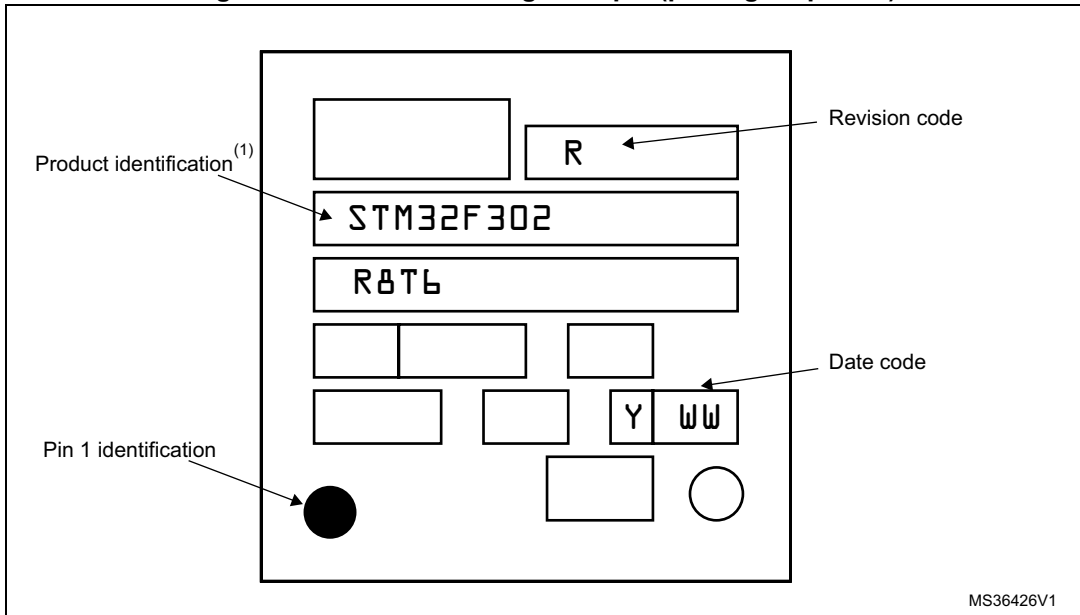 Revision code
R
Product identification(1)
STM32F302
R8T6
Date code
Y WW
Pin 1 identification
MS36426V1